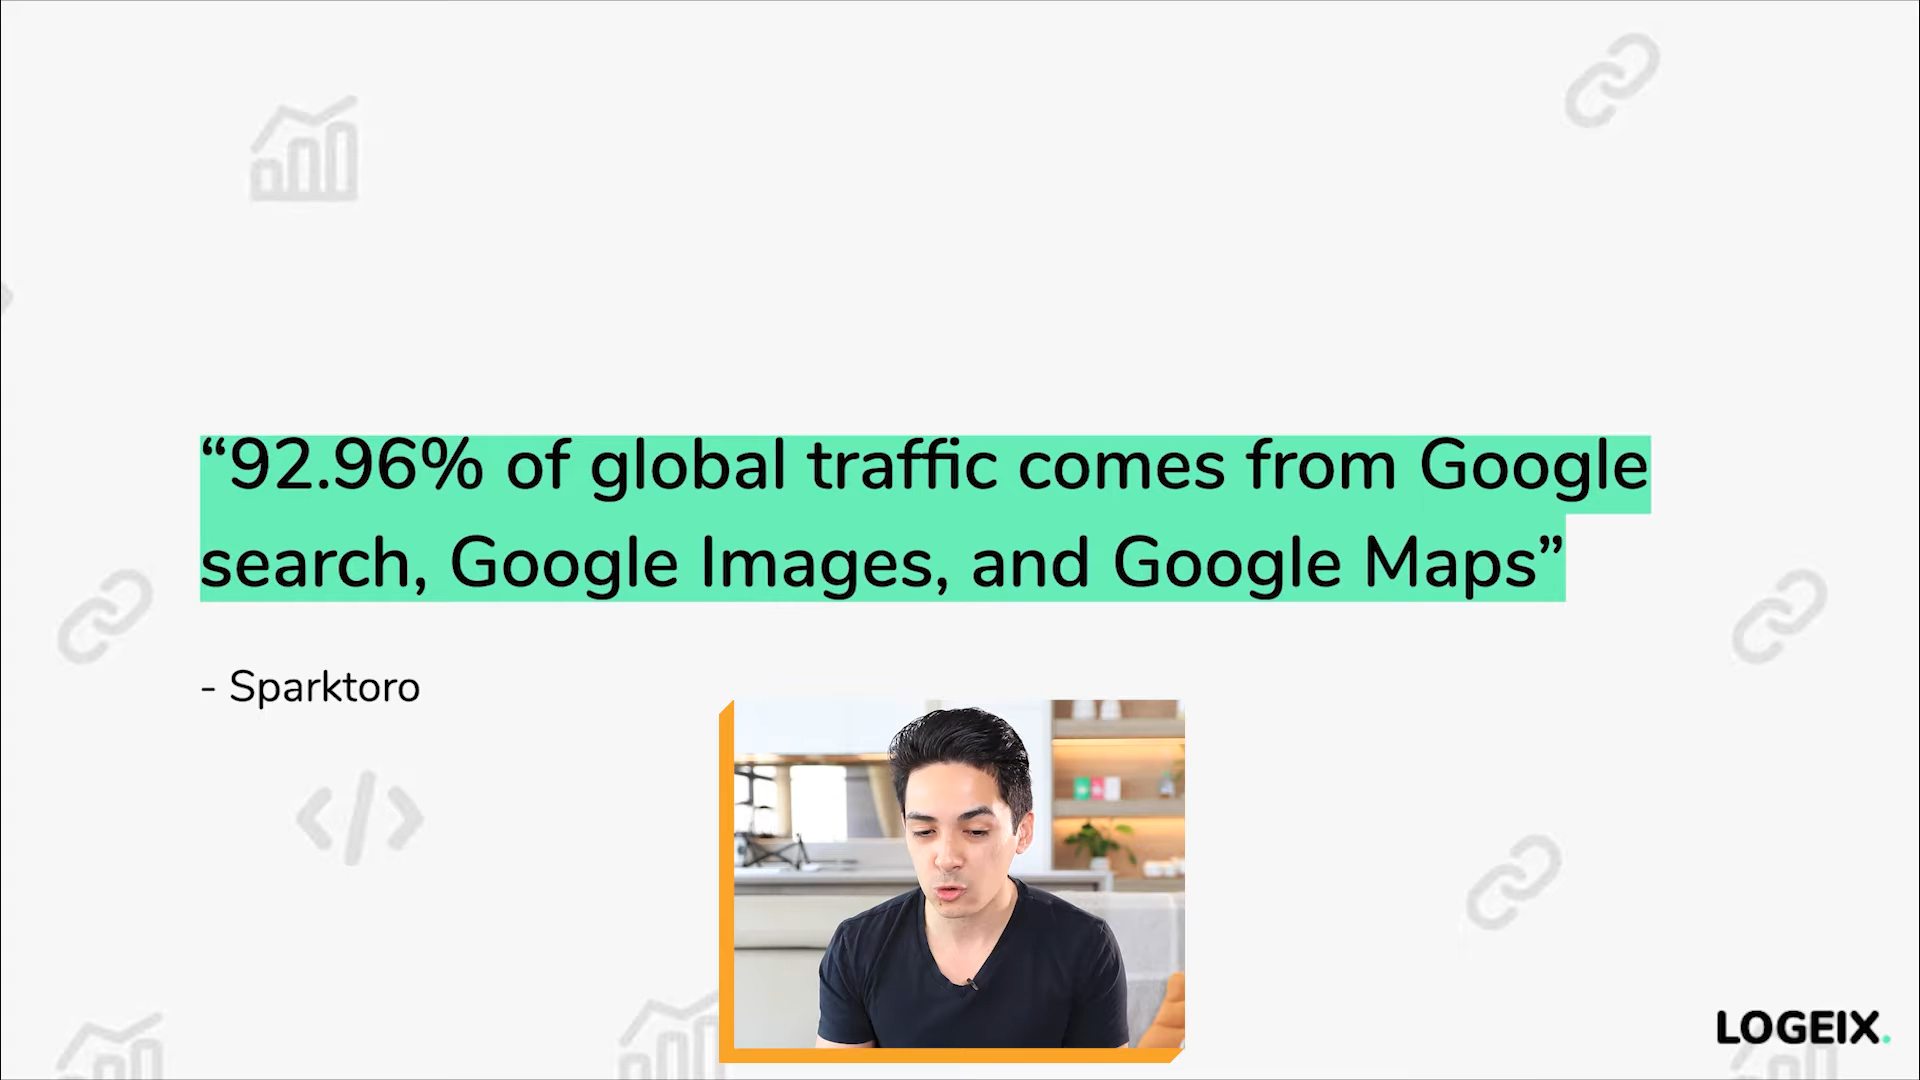 “92.96% of global traffic comes from Google
search, Google Images, and Google Maps”
- Sparktoro
LOGEIX.